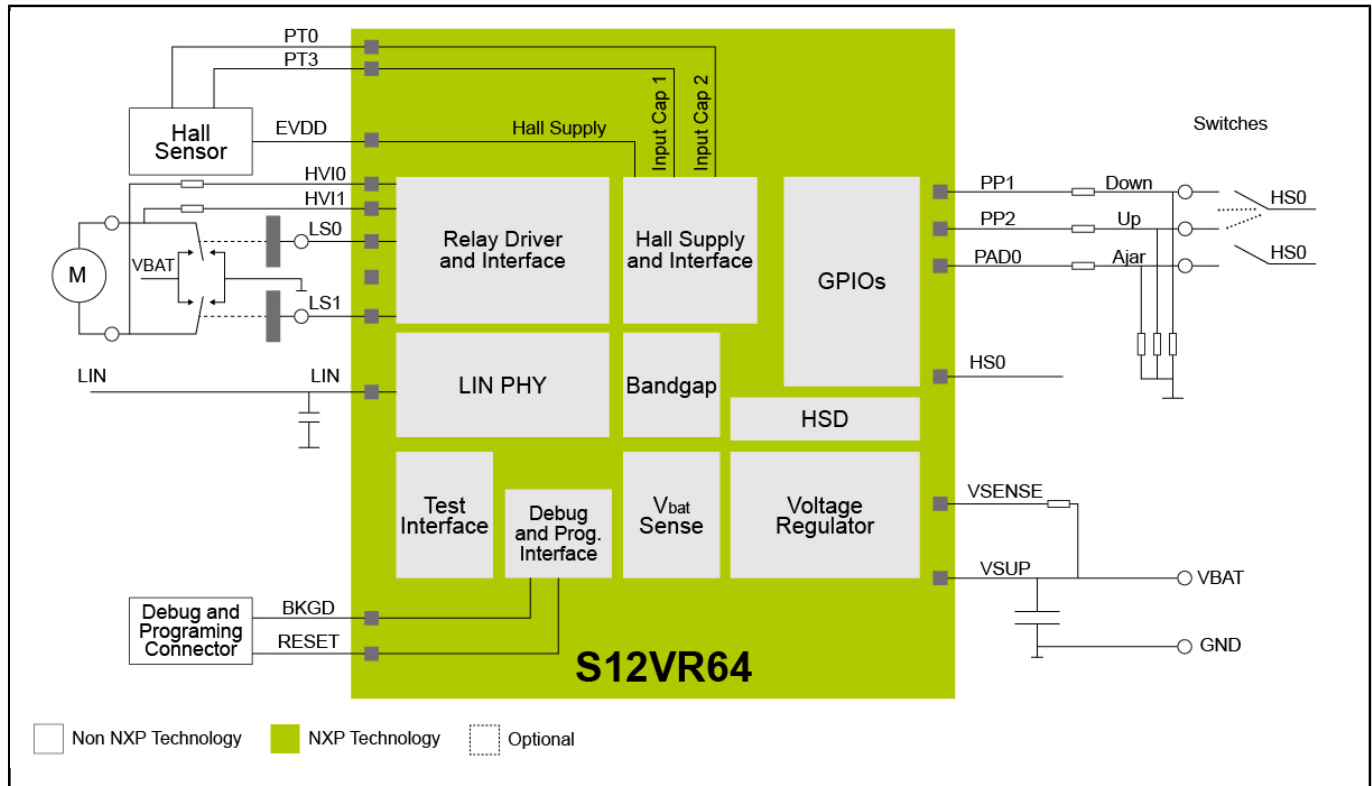 PT0
PT3
Input Cap 1
Input Cap 2
Hall
Sensor
EVDD
Hall Supply
Switches
HVI0
HVI1
LS0
VBAT
M
LS1
Relay Driver
and Interface
Hall Supply
and Interface
GPIOs
PP1
Down
HS0
PP2
Up
PAD0
Ajar
HS0
HS0
LIN
LIN
LIN PHY
Bandgap
HSD
Test
Interface
Debug
and Prog.
Interface
Vbat
Sense
Voltage
Regulator
VSENSE
VSUP
VBAT
GND
Debug and
Programing
Connector
BKGD
RESET
S12VR64
Non NXP Technology
NXP Technology
Optional